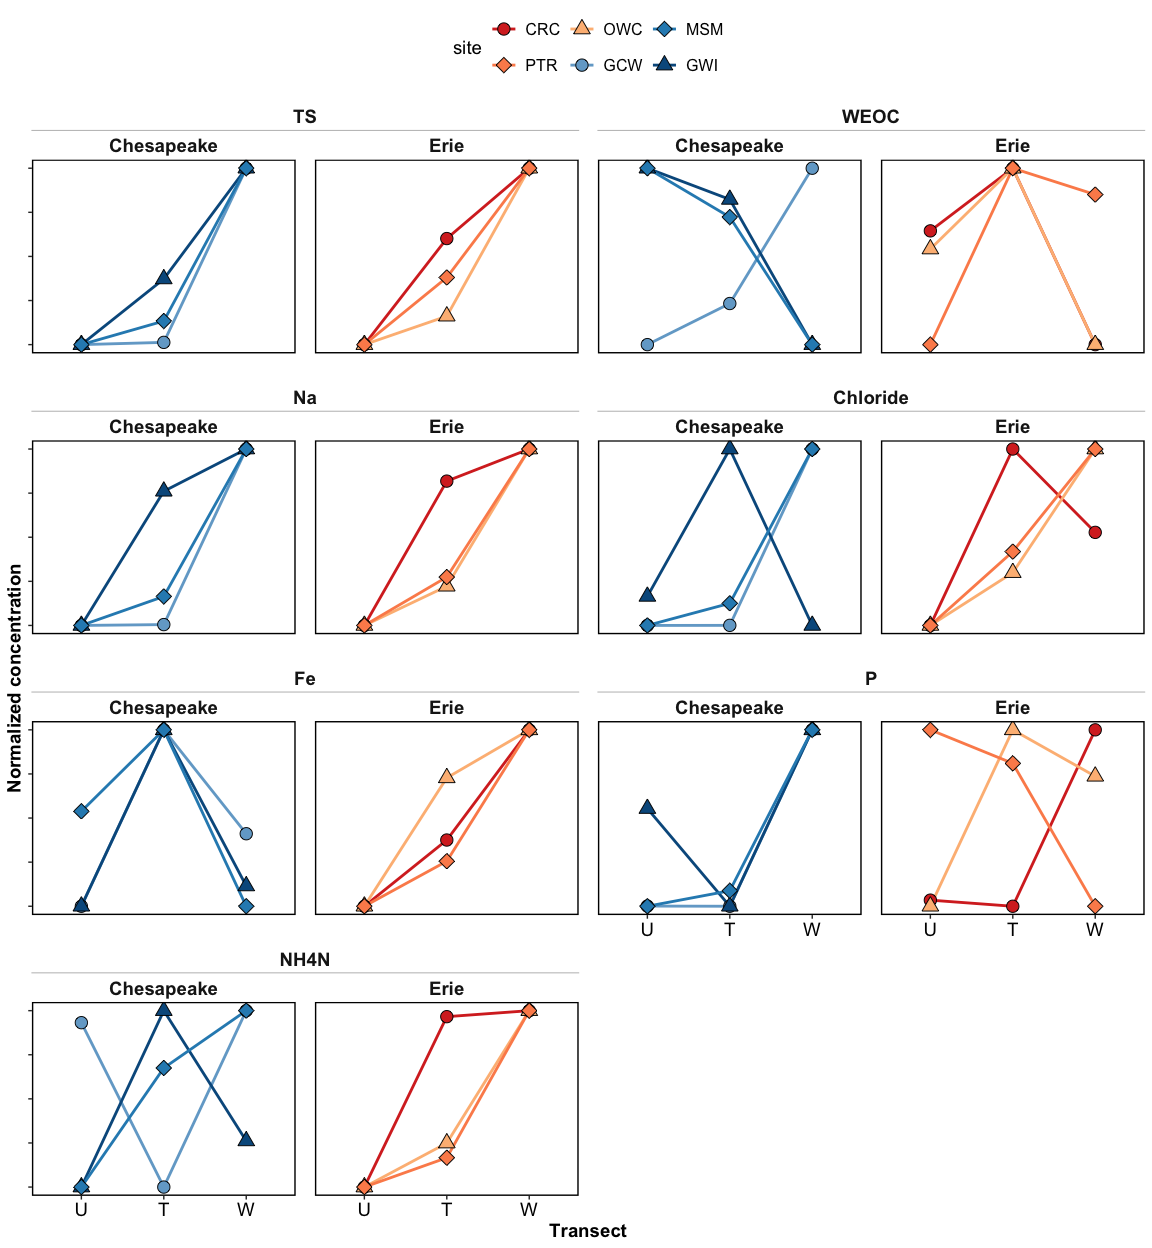 site
CRC OWC MSM
PTR GCW GWI
TS WEOC
Chesapeake Erie Chesapeake Erie
Na Chloride
Chesapeake Erie Chesapeake Erie
Normalized concentration
Fe P
Chesapeake Erie Chesapeake Erie
U T W U T W
NH4N
Chesapeake Erie
U T W U T W
Transect